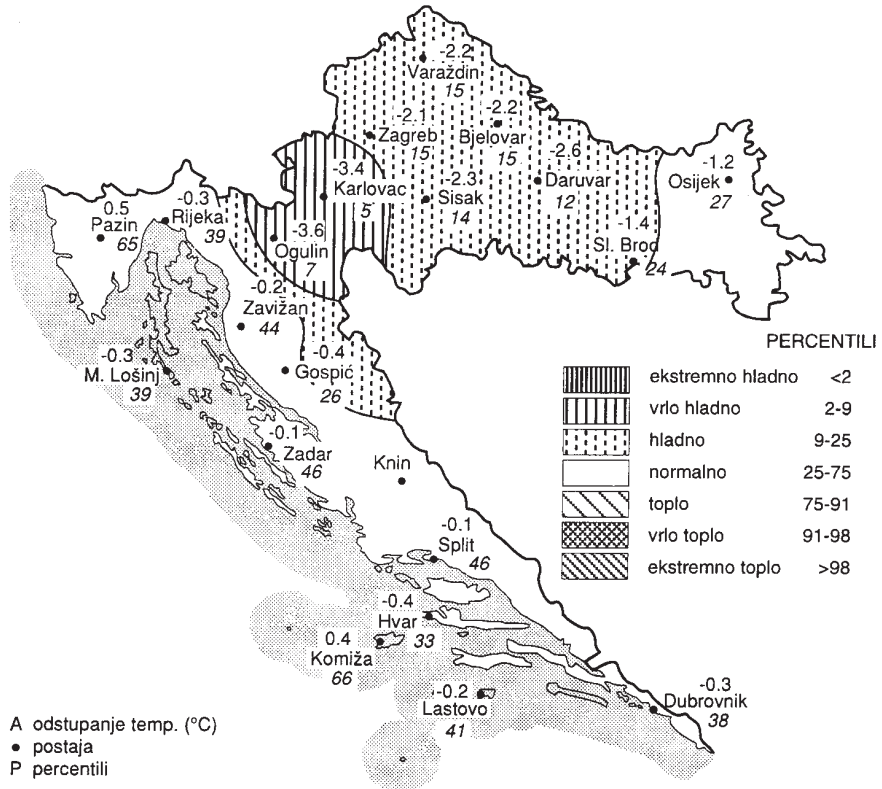 -2.2
Varaždin
15
-2.1
Zagreb
15
-2.2
Bjelovar
15
-3.4
Karlovac
5
-2.3
Sisak
14
-2.6
Daruvar
12
-1.2
Osijek
27
-1.4
Sl. Brod
24
0.5
Pazin
65
-0.3
Rijeka
39
-3.6
Ogulin
7
-0.2
Zavižan
44
-0.4
Gospić
26
-0.3
M. Lošinj
39
-0.1
Zadar
46
Knin
-0.1
Split
46
-0.4
Hvar
33
0.4
Komiža
66
-0.2
Lastovo
41
-0.3
Dubrovnik
38
PERCENTILI
ekstremno hladno <2
vrlo hladno 2-9
hladno 9-25
normalno 25-75
toplo 75-91
vrlo toplo 91-98
ekstremno toplo >98
A odstupanje temp. (°C)
• postaja
P percentili